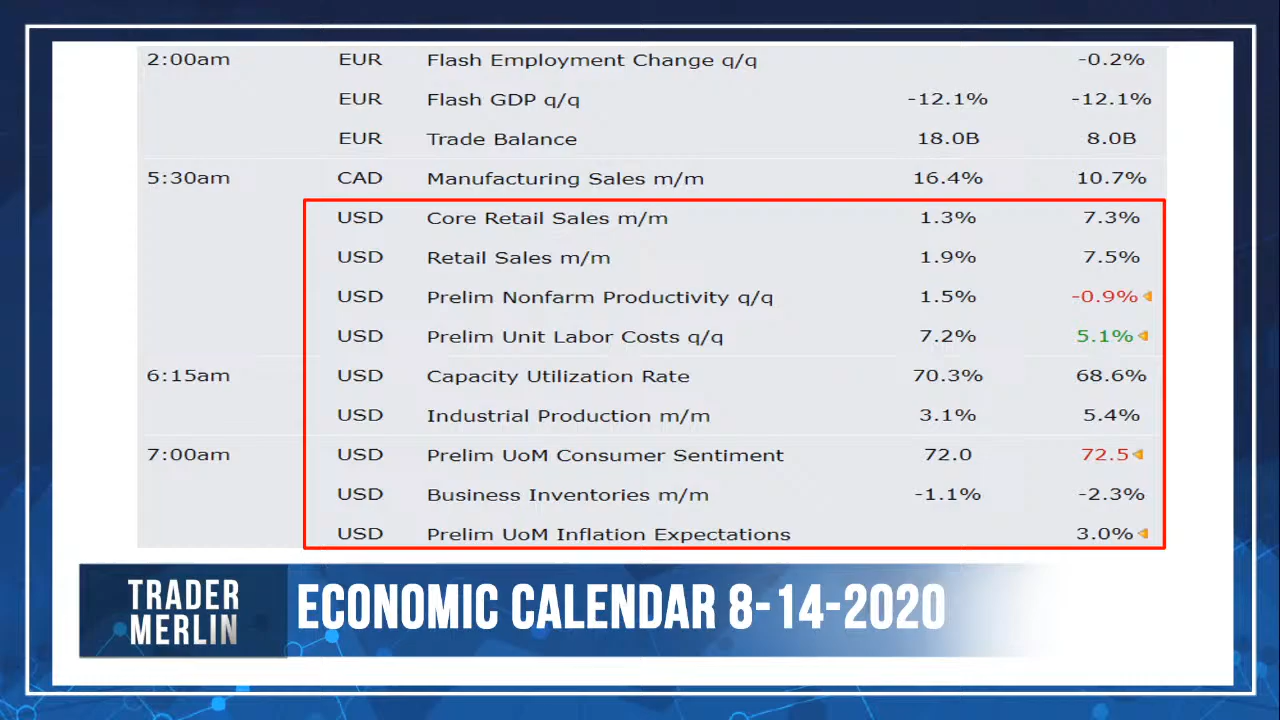 2:00am EUR Flash Employment Change q/q -0.2%
EUR Flash GDP q/q -12.1% -12.1%
EUR Trade Balance 18.0B 8.0B
5:30am CAD Manufacturing Sales m/m 16.4% 10.7%
USD Core Retail Sales m/m 1.3% 7.3%
USD Retail Sales m/m 1.9% 7.5%
USD Prelim Nonfarm Productivity q/q 1.5% -0.9%
USD Prelim Unit Labor Costs q/q 7.2% 5.1%
6:15am USD Capacity Utilization Rate 70.3% 68.6%
USD Industrial Production m/m 3.1% 5.4%
7:00am USD Prelim UoM Consumer Sentiment 72.0 72.5
USD Business Inventories m/m -1.1% -2.3%
USD Prelim UoM Inflation Expectations 3.0%
TRADER
MERLIN
ECONOMIC CALENDAR 8-14-2020